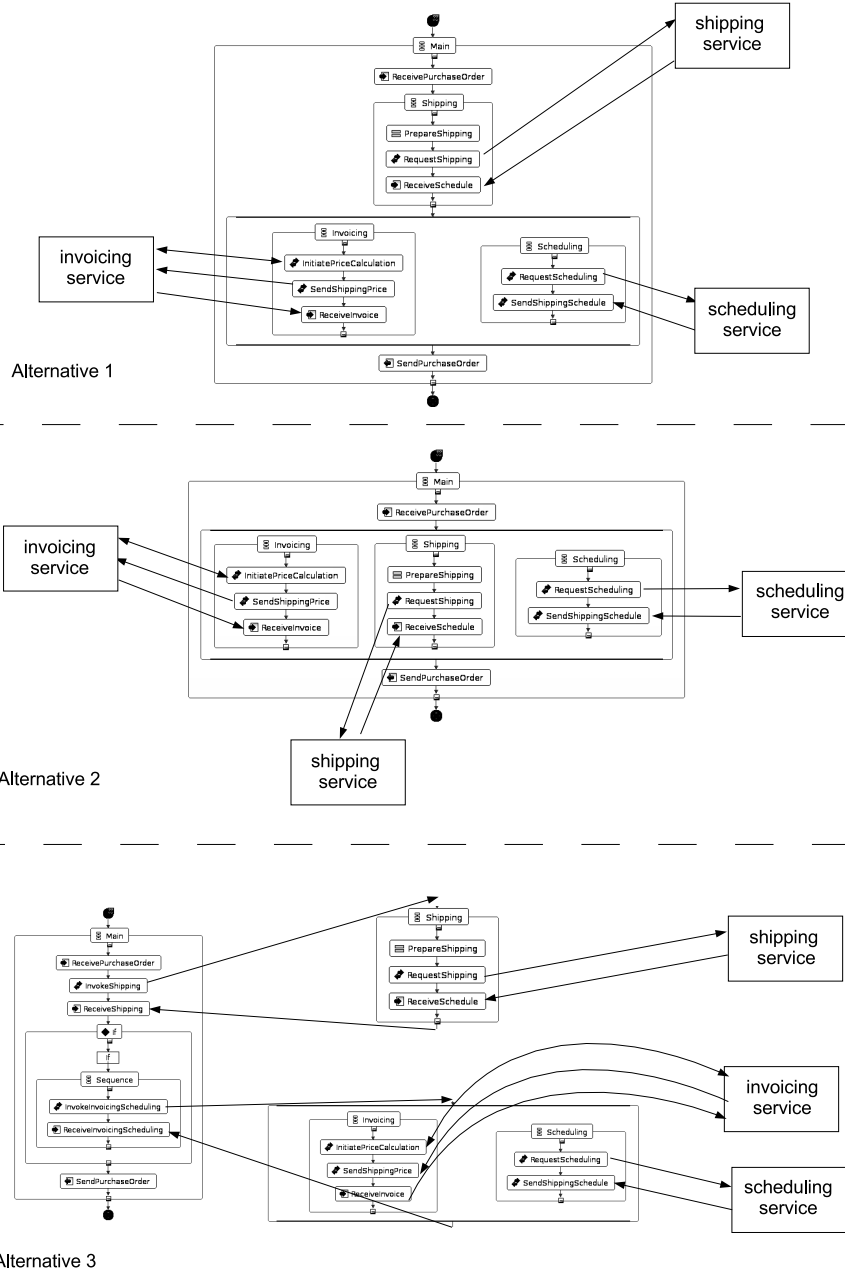 shipping
service
Main
ReceivePurchaseOrder
Shipping
PrepareShipping
RequestShipping
ReceiveSchedule
Invoicing
Scheduling
invoicing
service
InitiatePriceCalculation
RequestScheduling
SendShippingPrice
SendShippingSchedule
ReceiveInvoice
scheduling
service
SendPurchaseOrder
Alternative 1
Main
ReceivePurchaseOrder
Invoicing
Shipping
Scheduling
invoicing
service
InitiatePriceCalculation
PrepareShipping
RequestScheduling
scheduling
service
SendShippingPrice
RequestShipping
SendShippingSchedule
ReceiveInvoice
ReceiveSchedule
SendPurchaseOrder
shipping
service
Alternative 2
Main
ReceivePurchaseOrder
InvokeShipping
ReceiveShipping
If
If
Sequence
InvokeInvoicingScheduling
ReceiveInvoicingScheduling
SendPurchaseOrder
Shipping
PrepareShipping
RequestShipping
ReceiveSchedule
shipping
service
invoicing
service
Invoicing
InitiatePriceCalculation
SendShippingPrice
ReceiveInvoice
Scheduling
RequestScheduling
SendShippingSchedule
scheduling
service
Alternative 3